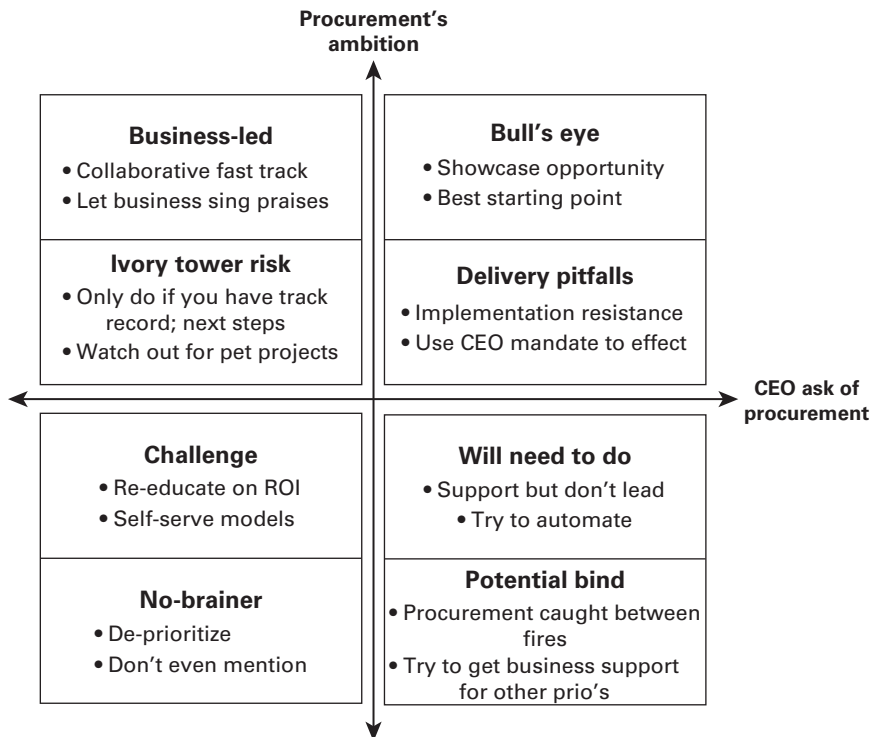 Procurement's
ambition
Business-led
• Collaborative fast track
• Let business sing praises
Bull's eye
• Showcase opportunity
• Best starting point
Ivory tower risk
• Only do if you have track
record; next steps
• Watch out for pet projects
Delivery pitfalls
• Implementation resistance
• Use CEO mandate to effect
CEO ask of
procurement
Challenge
• Re-educate on ROI
• Self-serve models
Will need to do
• Support but don't lead
• Try to automate
No-brainer
• De-prioritize
• Don't even mention
Potential bind
• Procurement caught between
fires
• Try to get business support
for other prio's